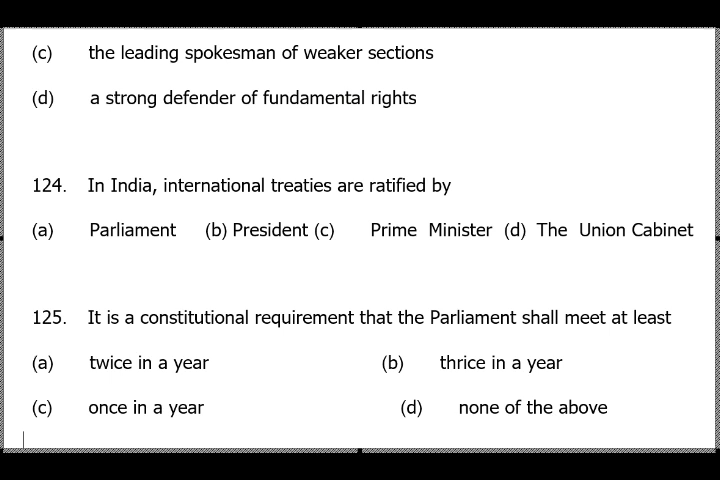 (c) the leading spokesman of weaker sections
(d) a strong defender of fundamental rights
124. In India, international treaties are ratified by
(a) Parliament (b) President (c) Prime Minister (d) The Union Cabinet
125. It is a constitutional requirement that the Parliament shall meet at least
(a) twice in a year (b) thrice in a year
(c) once in a year (d) none of the above